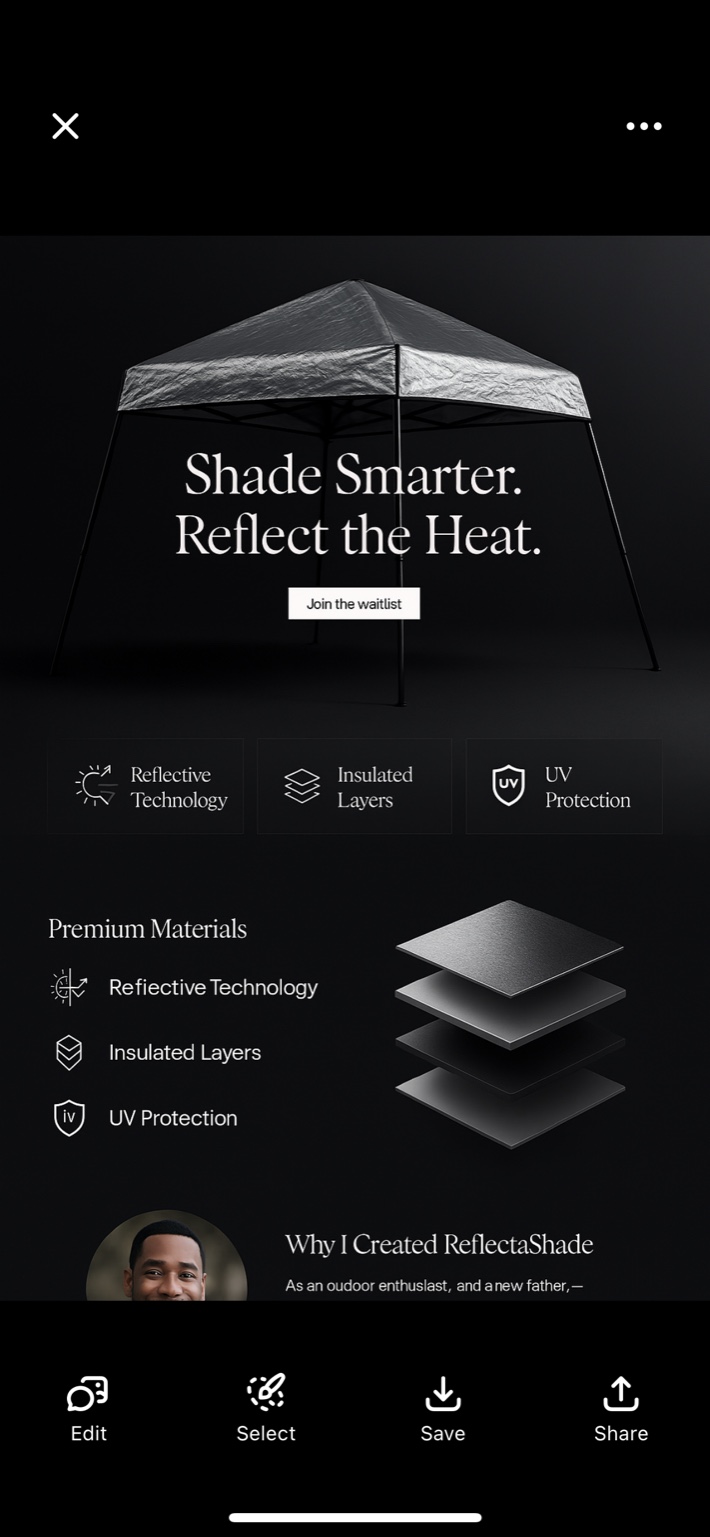 Shade Smarter.
Reflect the Heat.
Join the waitlist
Reflective
Technology
Insulated
Layers
UV
UV
Protection
Premium Materials
Refiective Technology
Insulated Layers
iv
UV Protection
Why I Created ReflectaShade
As an oudoor enthuslast, and a new father,—
Edit
Select
Save
Share